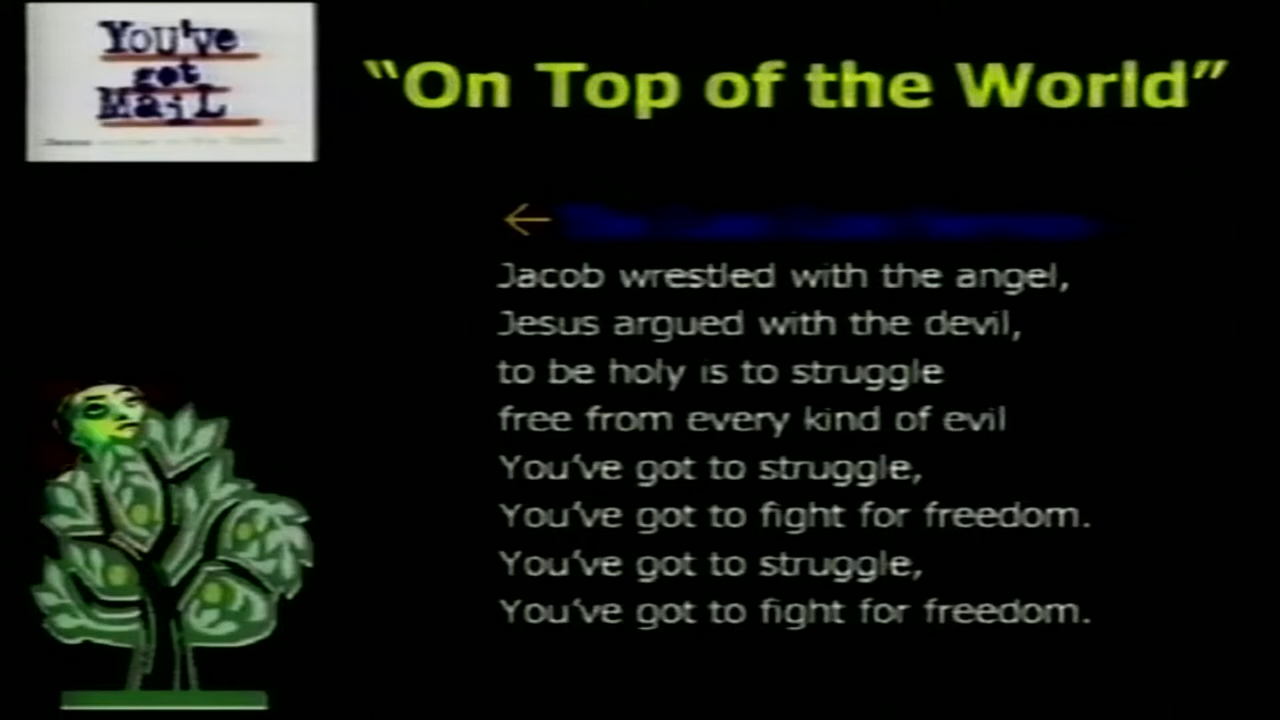 You've
got
MaiL
“On Top of the World”
←
Jacob wrestled with the angel,
Jesus argued with the devil,
to be holy is to struggle
free from every kind of evil
You've got to struggle,
You've got to fight for freedom.
You've got to struggle,
You've got to fight for freedom.